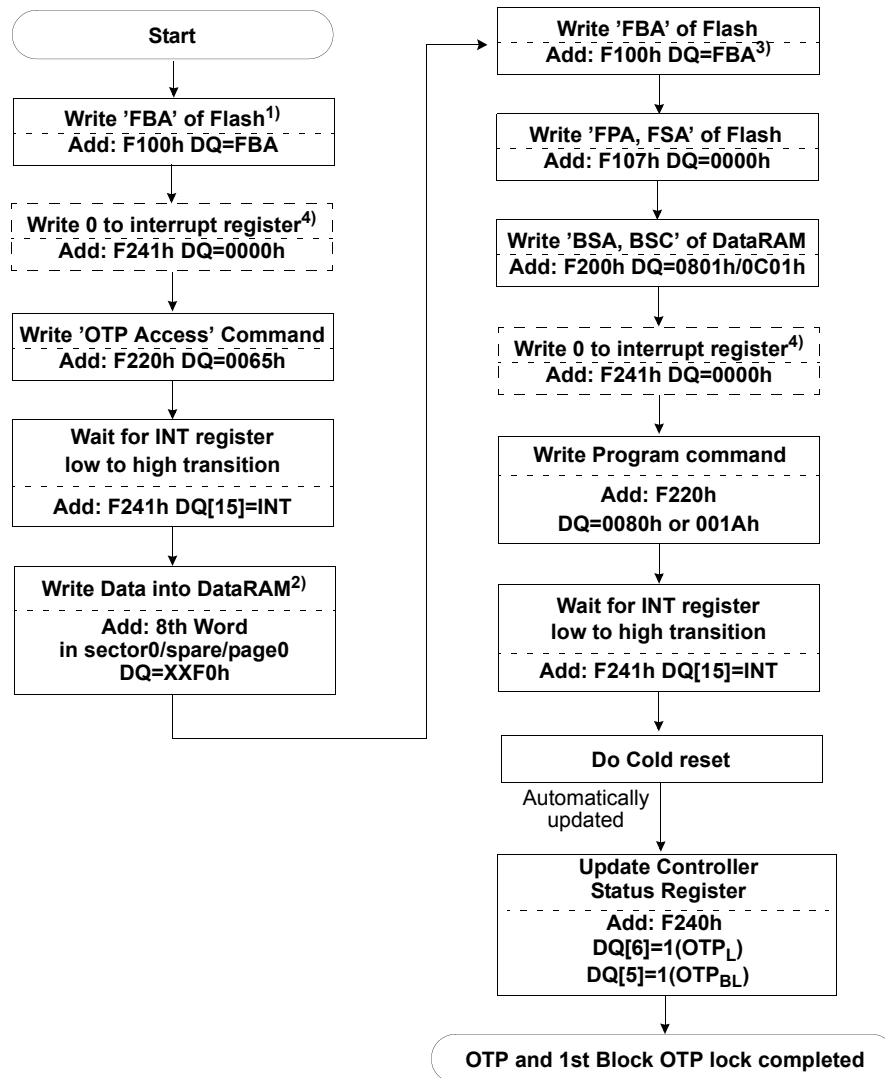 Start
Write ’FBA’ of Flash1)
Add: F100h DQ=FBA
Write 0 to interrupt register4)
Add: F241h DQ=0000h
Write ’OTP Access’ Command
Add: F220h DQ=0065h
Wait for INT register
low to high transition
Add: F241h DQ[15]=INT
Write Data into DataRAM2)
Add: 8th Word
in sector0/spare/page0
DQ=XXF0h
Write ’FBA’ of Flash
Add: F100h DQ=FBA3)
Write ’FPA, FSA’ of Flash
Add: F107h DQ=0000h
Write ’BSA, BSC’ of DataRAM
Add: F200h DQ=0801h/0C01h
Write 0 to interrupt register4)
Add: F241h DQ=0000h
Write Program command
Add: F220h
DQ=0080h or 001Ah
Wait for INT register
low to high transition
Add: F241h DQ[15]=INT
Do Cold reset
Automatically
updated
Update Controller
Status Register
Add: F240h
DQ[6]=1(OTPL)
DQ[5]=1(OTPBL)
OTP and 1st Block OTP lock completed